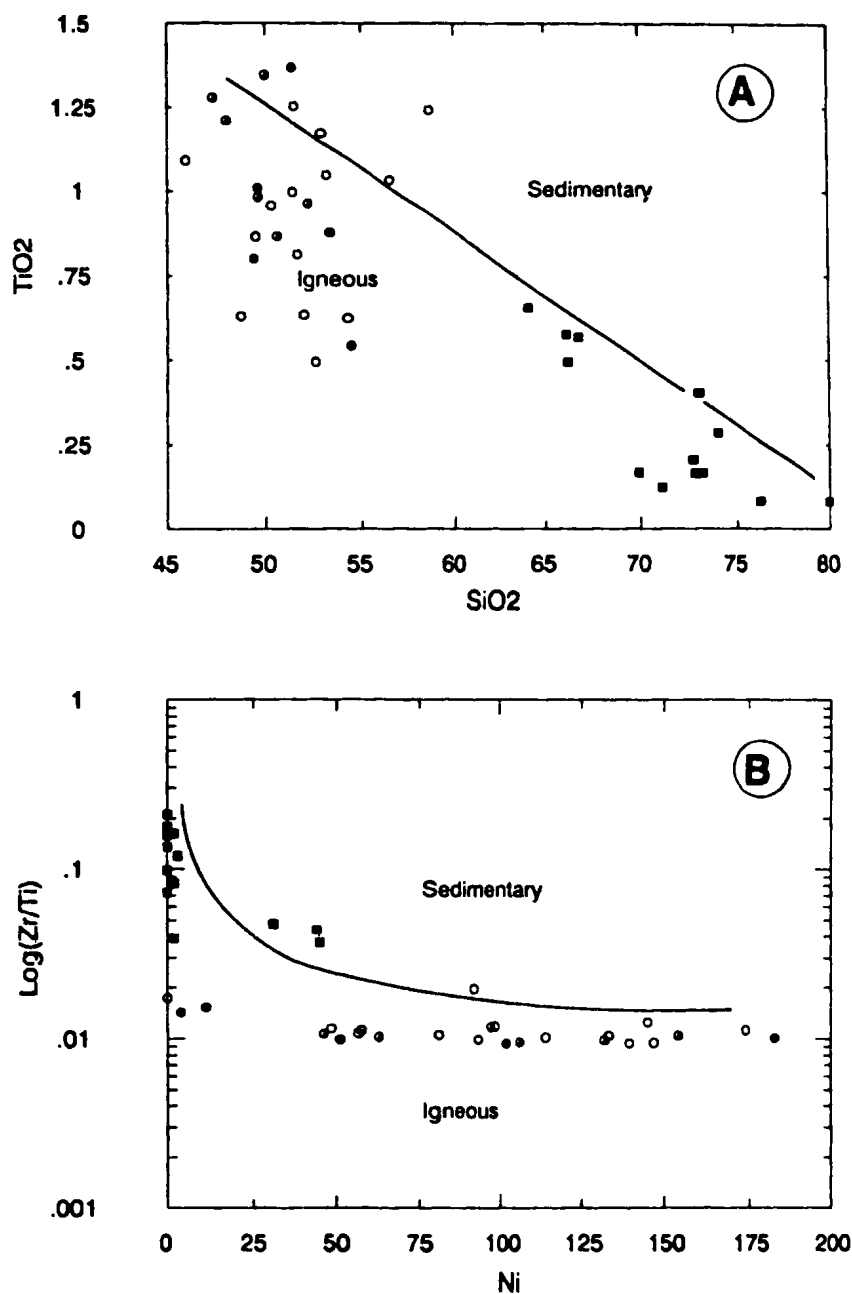 1.5
A
1.25
Sedimentary
1
TiO2
.75
Igneous
.5
.25
0
45 50 55 60 65 70 75 80
SiO2
1
B
.1
Sedimentary
Log(Zr/Ti)
.01
Igneous
.001
0 25 50 75 100 125 150 175 200
Ni